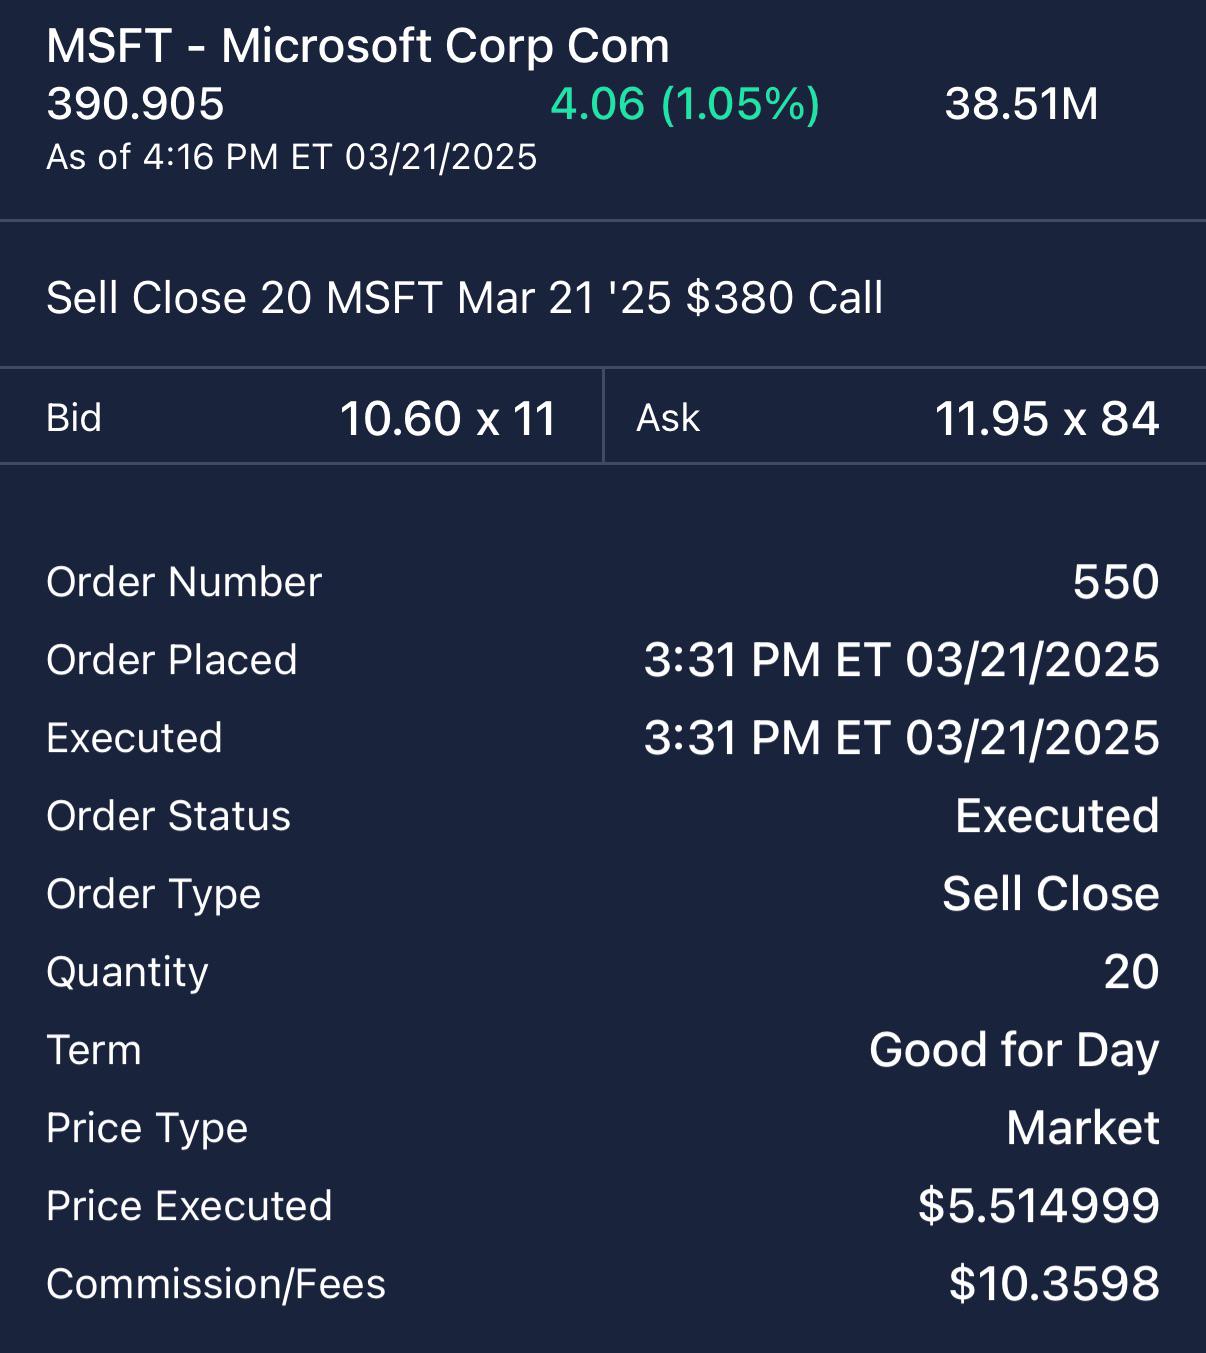 MSFT - Microsoft Corp Com
390.905 4.06 (1.05%) 38.51M
As of 4:16 PM ET 03/21/2025
Sell Close 20 MSFT Mar 21 '25 $380 Call
Bid 10.60 x 11 Ask 11.95 x 84
Order Number 550
Order Placed 3:31 PM ET 03/21/2025
Executed 3:31 PM ET 03/21/2025
Order Status Executed
Order Type Sell Close
Quantity 20
Term Good for Day
Price Type Market
Price Executed $5.514999
Commission/Fees $10.3598